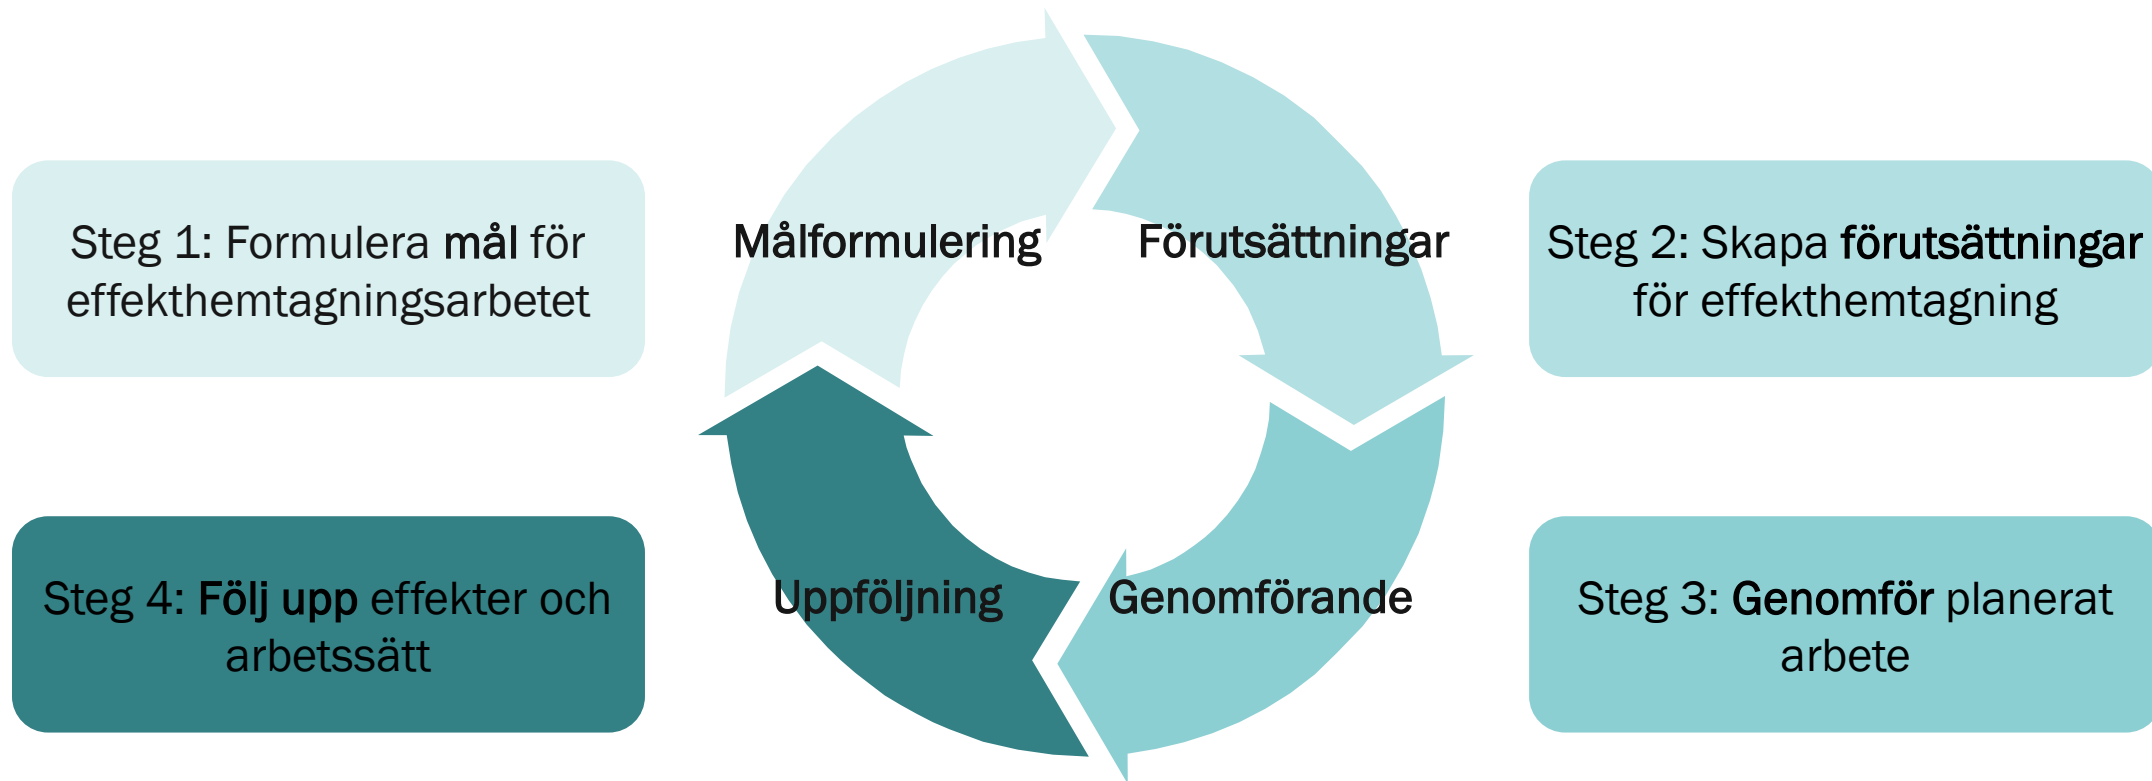 Steg 1: Formulera mål för
effekthemtagningsarbetet
Målformulering
Förutsättningar
Steg 2: Skapa förutsättningar
för effekthemtagning
Steg 4: Följ upp effekter och
arbetssätt
Uppföljning
Genomförande
Steg 3: Genomför planerat
arbete